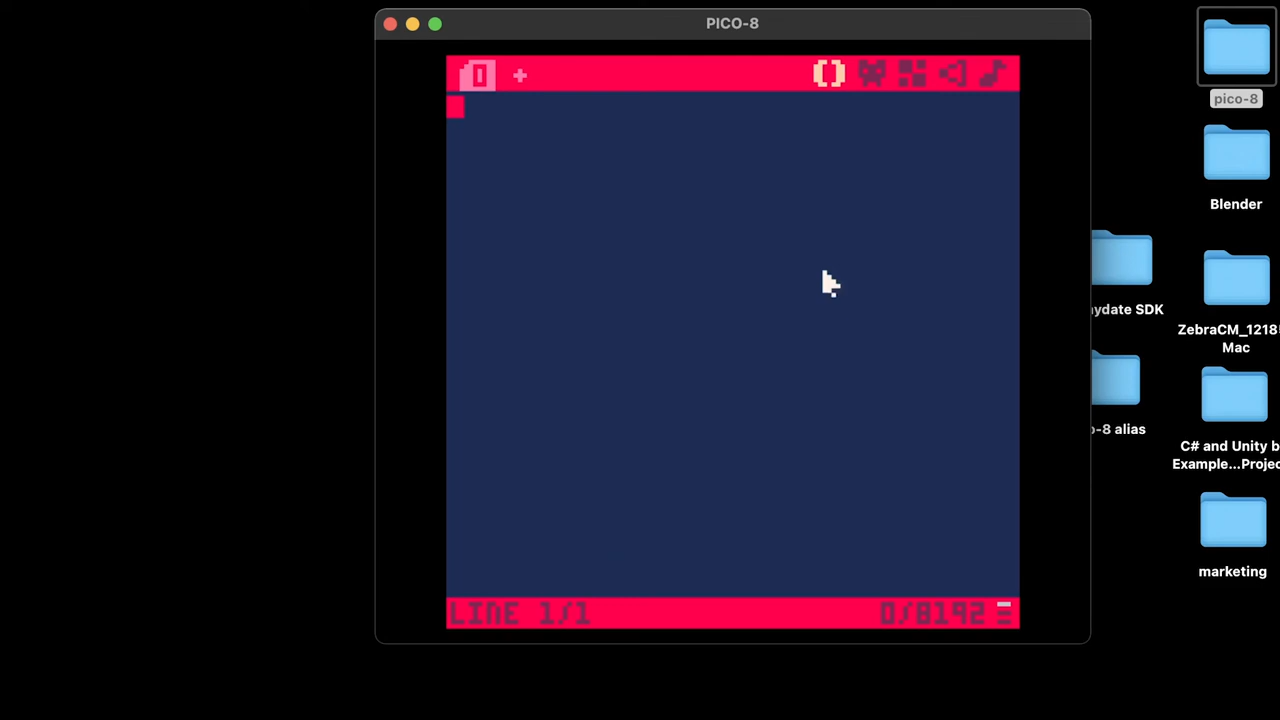 PICO-8
0 +
LINE 1/1
0/8192
pico-8
Blender
ydate SDK
ZebraCM_1218
Mac
o-8 alias
C# and Unity b
Example...Projec
marketing